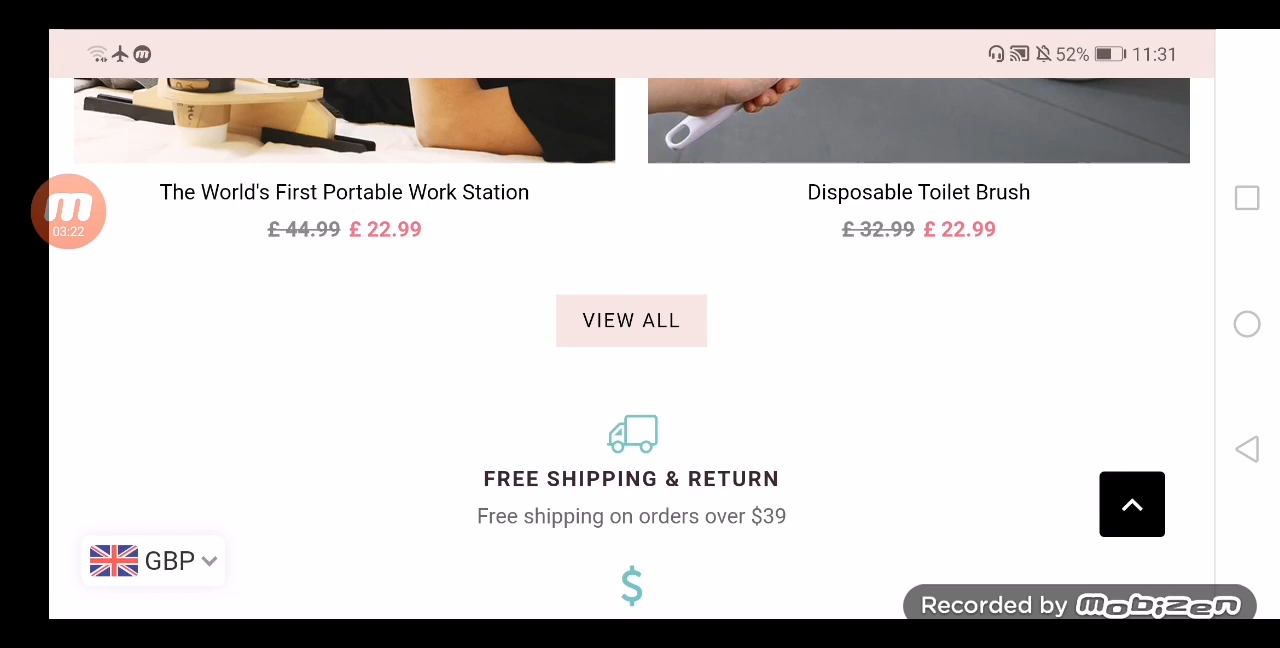 52% 11:31
m
03:22
The World's First Portable Work Station
£ 44.99 £ 22.99
Disposable Toilet Brush
£ 32.99 £ 22.99
VIEW ALL
FREE SHIPPING & RETURN
Free shipping on orders over $39
GBP
$
Recorded by mobizen